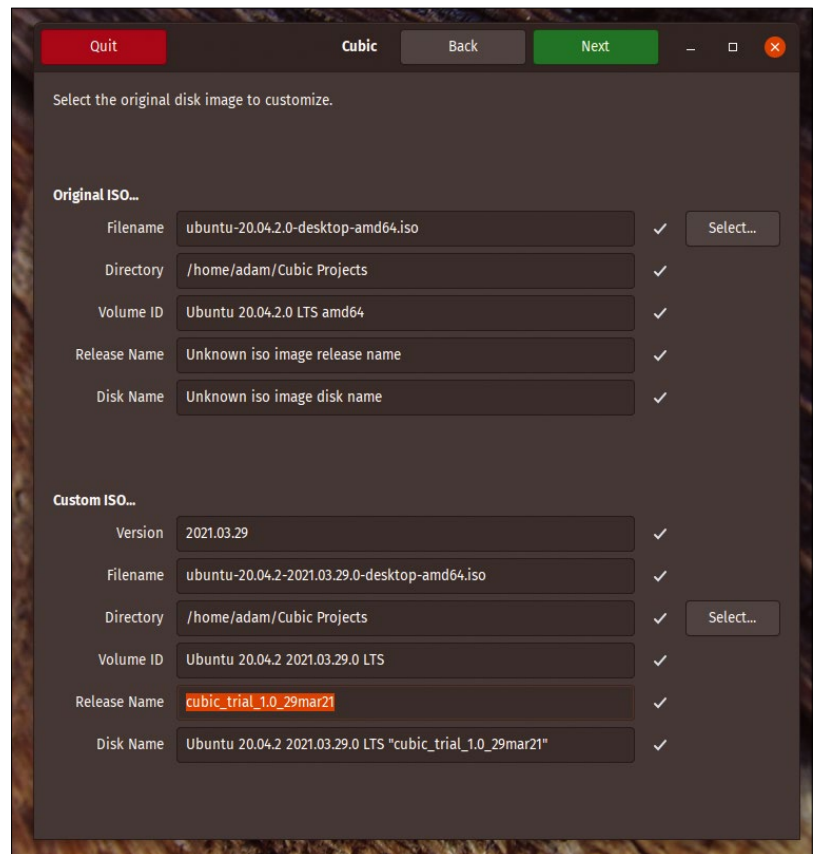 Quit Cubic Back Next
Select the original disk image to customize.
Original ISO...
Filename ubuntu-20.04.2.0-desktop-amd64.iso Select...
Directory /home/adam/Cubic Projects
Volume ID Ubuntu 20.04.2.0 LTS amd64
Release Name Unknown iso image release name
Disk Name Unknown iso image disk name
Custom ISO...
Version 2021.03.29
Filename ubuntu-20.04.2-2021.03.29.0-desktop-amd64.iso
Directory /home/adam/Cubic Projects Select...
Volume ID Ubuntu 20.04.2 2021.03.29.0 LTS
Release Name cubic_trial_1.0_29mar21
Disk Name Ubuntu 20.04.2 2021.03.29.0 LTS "cubic_trial_1.0_29mar21"